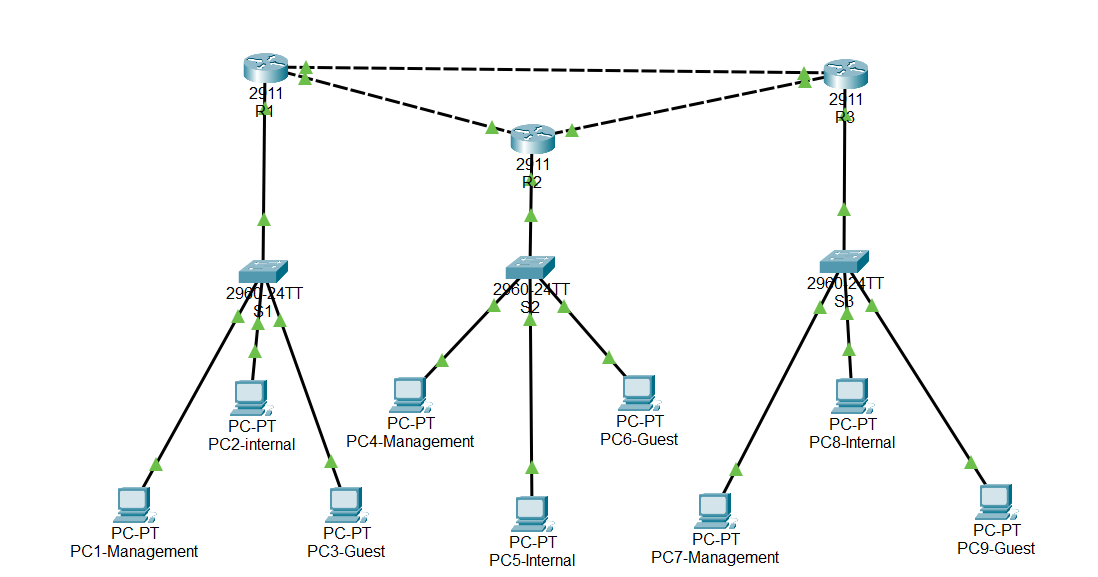 2911
R1
2911
R3
2911
R2
2960-24TT
S1
2960-24TT
S2
2960-24TT
S3
PC-PT
PC2-internal
PC-PT
PC4-Management
PC-PT
PC6-Guest
PC-PT
PC8-Internal
PC-PT
PC1-Management
PC-PT
PC3-Guest
PC-PT
PC5-Internal
PC-PT
PC7-Management
PC-PT
PC9-Guest